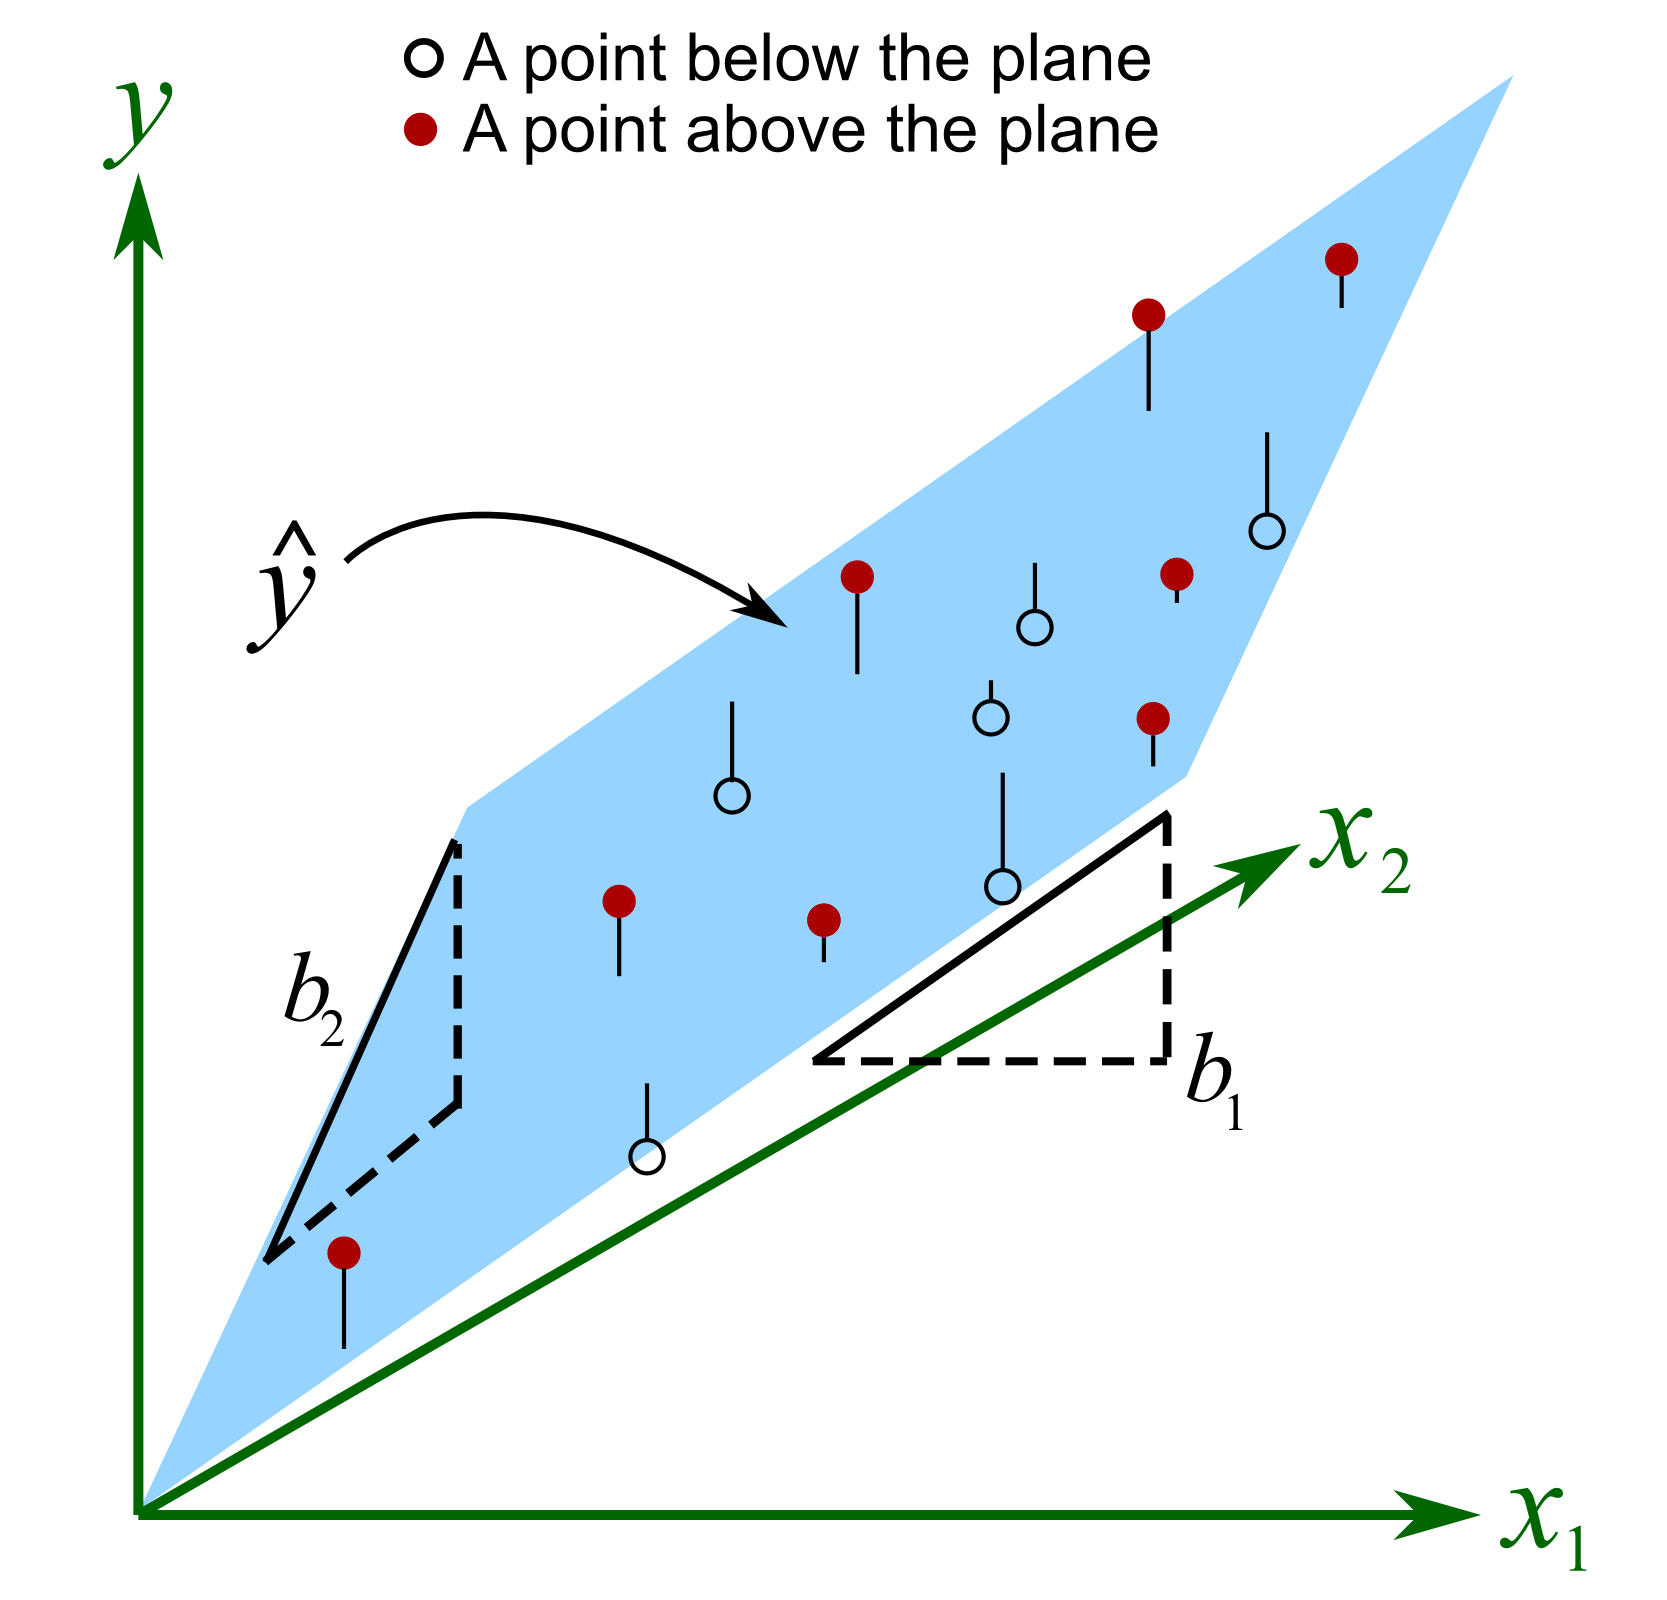 A point below the plane
A point above the plane
y
ŷ
x₂
b₂
b₁
x₁